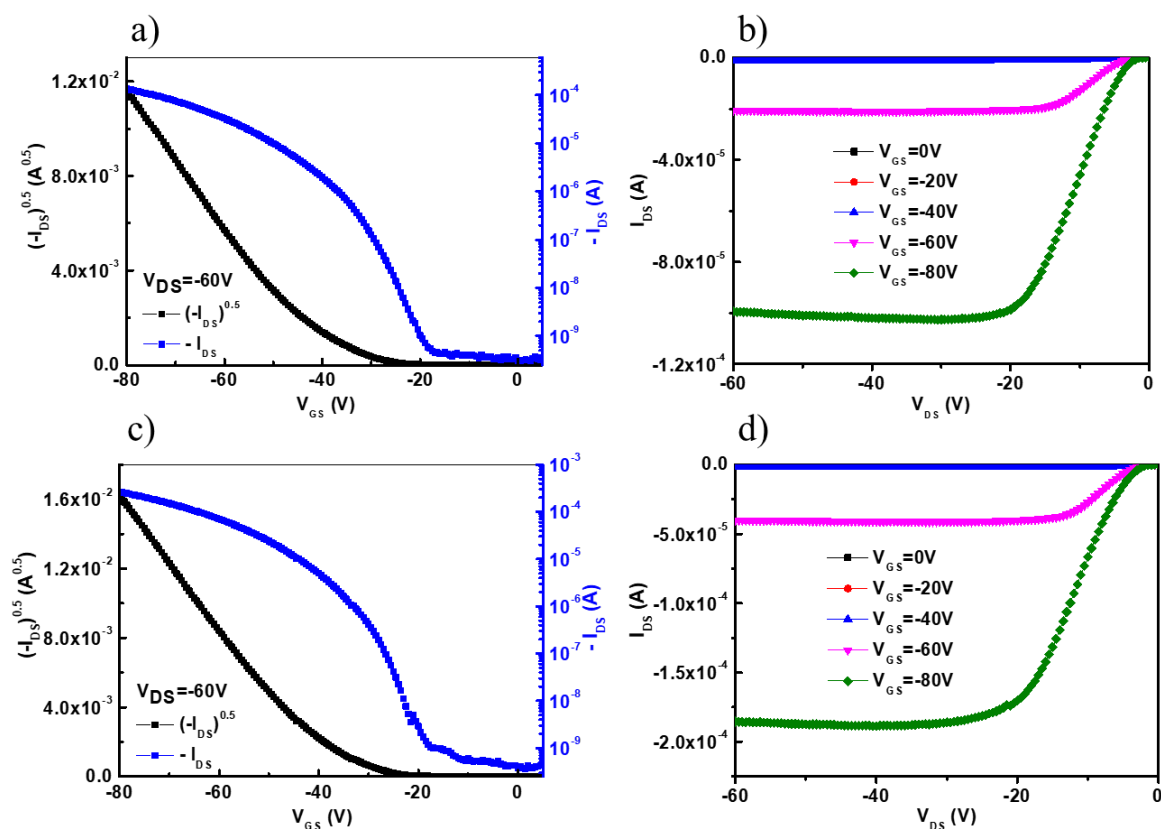 a)
(-I_DS)^0.5 (A^0.5)
1.2x10^-2
8.0x10^-3
4.0x10^-3
0.0
V_DS=-60V
(-I_DS)^0.5
- I_DS
10^-4
10^-5
10^-6
10^-7
10^-8
10^-9
- I_DS (A)
-80 -60 -40 -20 0
V_GS (V)
b)
I_DS (A)
0.0
-4.0x10^-5
-8.0x10^-5
-1.2x10^-4
V_GS=0V
V_GS=-20V
V_GS=-40V
V_GS=-60V
V_GS=-80V
-60 -40 -20 0
V_DS (V)
c)
(-I_DS)^0.5 (A^0.5)
1.6x10^-2
1.2x10^-2
8.0x10^-3
4.0x10^-3
0.0
V_DS=-60V
(-I_DS)^0.5
- I_DS
10^-3
10^-4
10^-5
10^-6
10^-7
10^-8
10^-9
- I_DS (A)
-80 -60 -40 -20 0
V_GS (V)
d)
I_DS (A)
0.0
-5.0x10^-5
-1.0x10^-4
-1.5x10^-4
-2.0x10^-4
V_GS=0V
V_GS=-20V
V_GS=-40V
V_GS=-60V
V_GS=-80V
-60 -40 -20 0
V_DS (V)